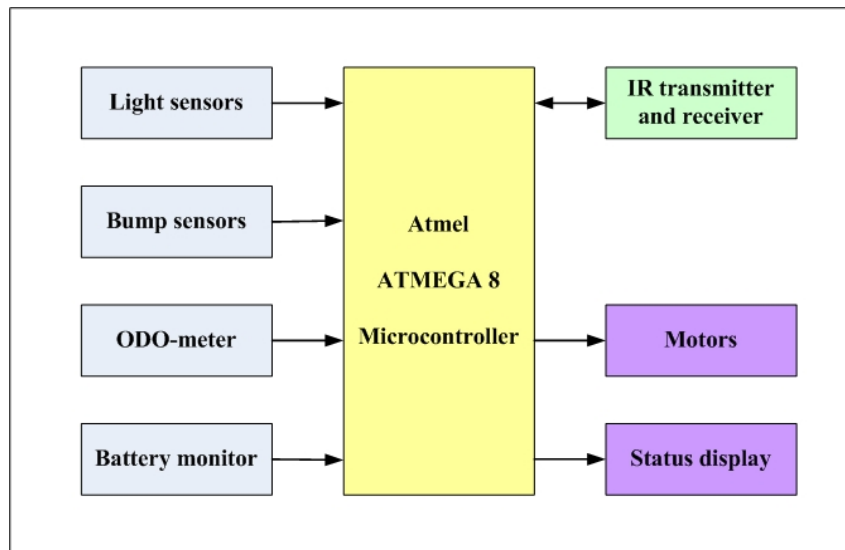 Light sensors
Bump sensors
ODO-meter
Battery monitor
Atmel
ATMEGA 8
Microcontroller
IR transmitter
and receiver
Motors
Status display